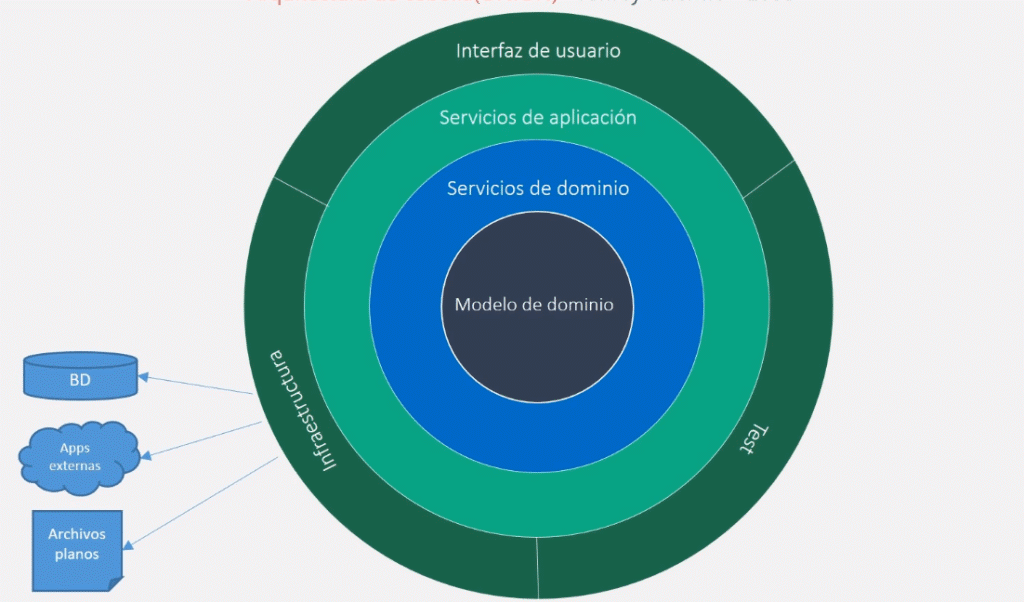 Interfaz de usuario
Servicios de aplicación
Servicios de dominio
Modelo de dominio
Infraestructura
Test
BD
Apps
externas
Archivos
planos